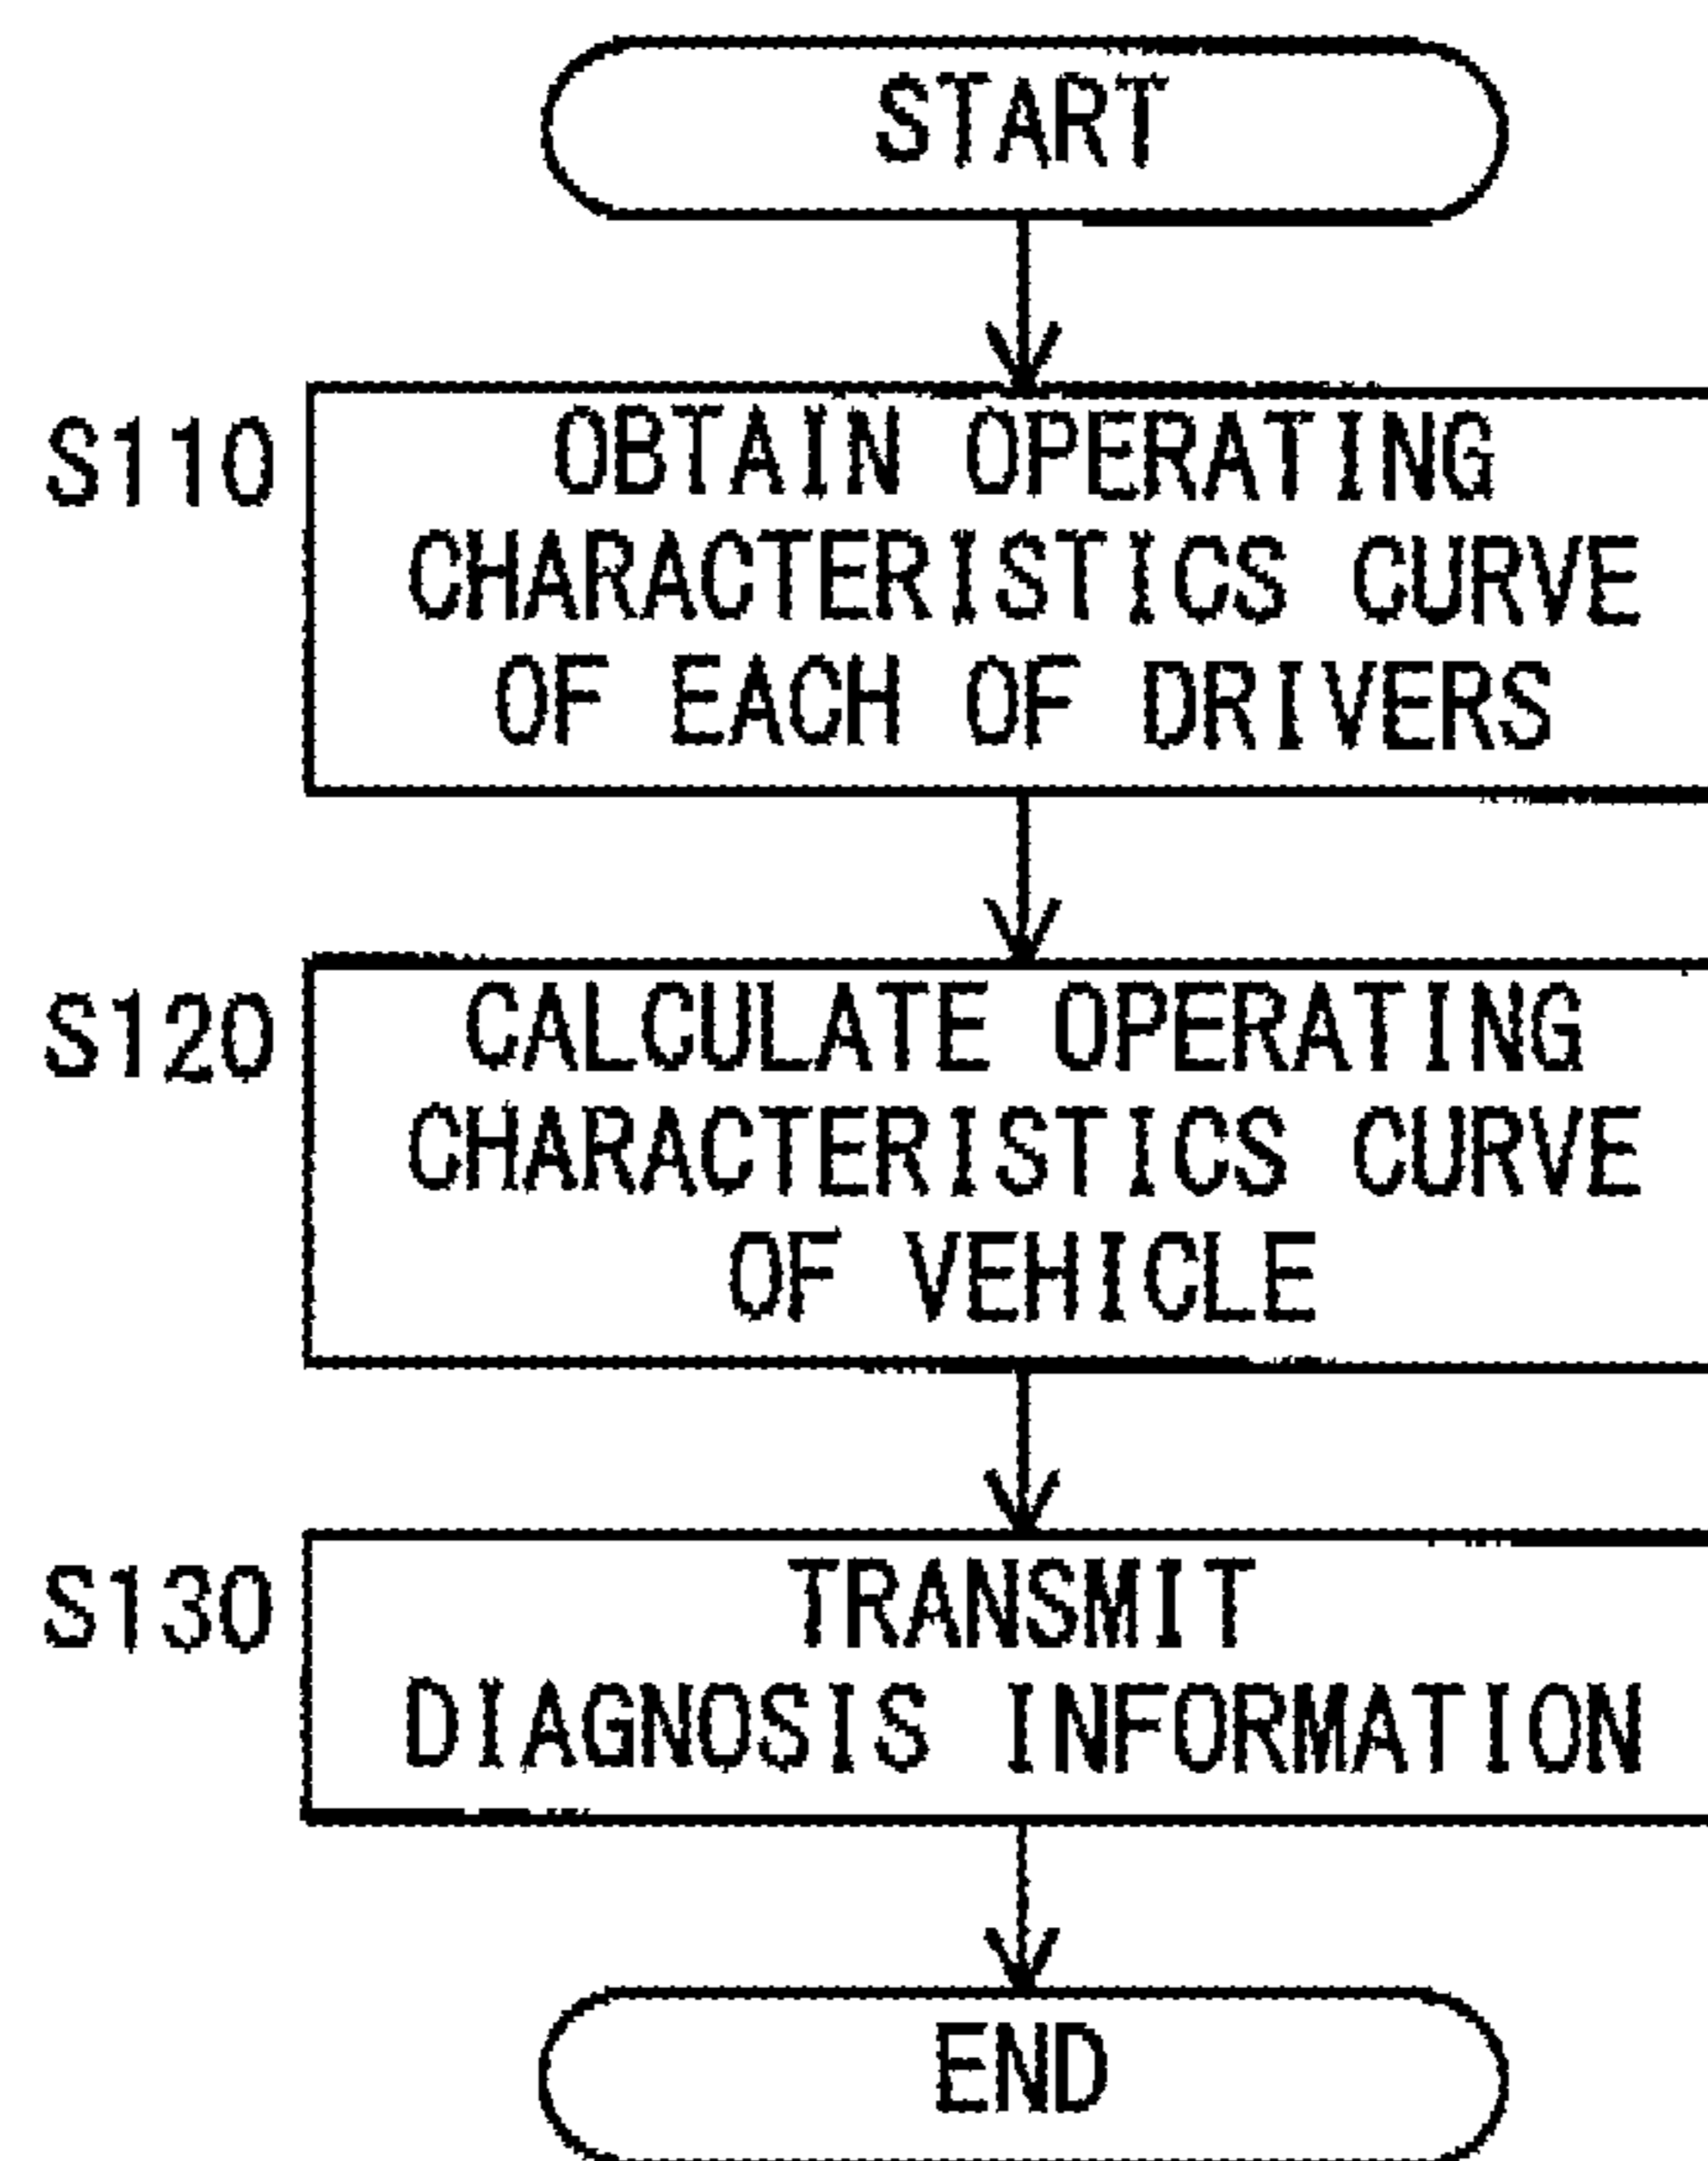 START
S110
OBTAIN OPERATING
CHARACTERISTICS CURVE
OF EACH OF DRIVERS
S120
CALCULATE OPERATING
CHARACTERISTICS CURVE
OF VEHICLE
S130
TRANSMIT
DIAGNOSIS INFORMATION
END